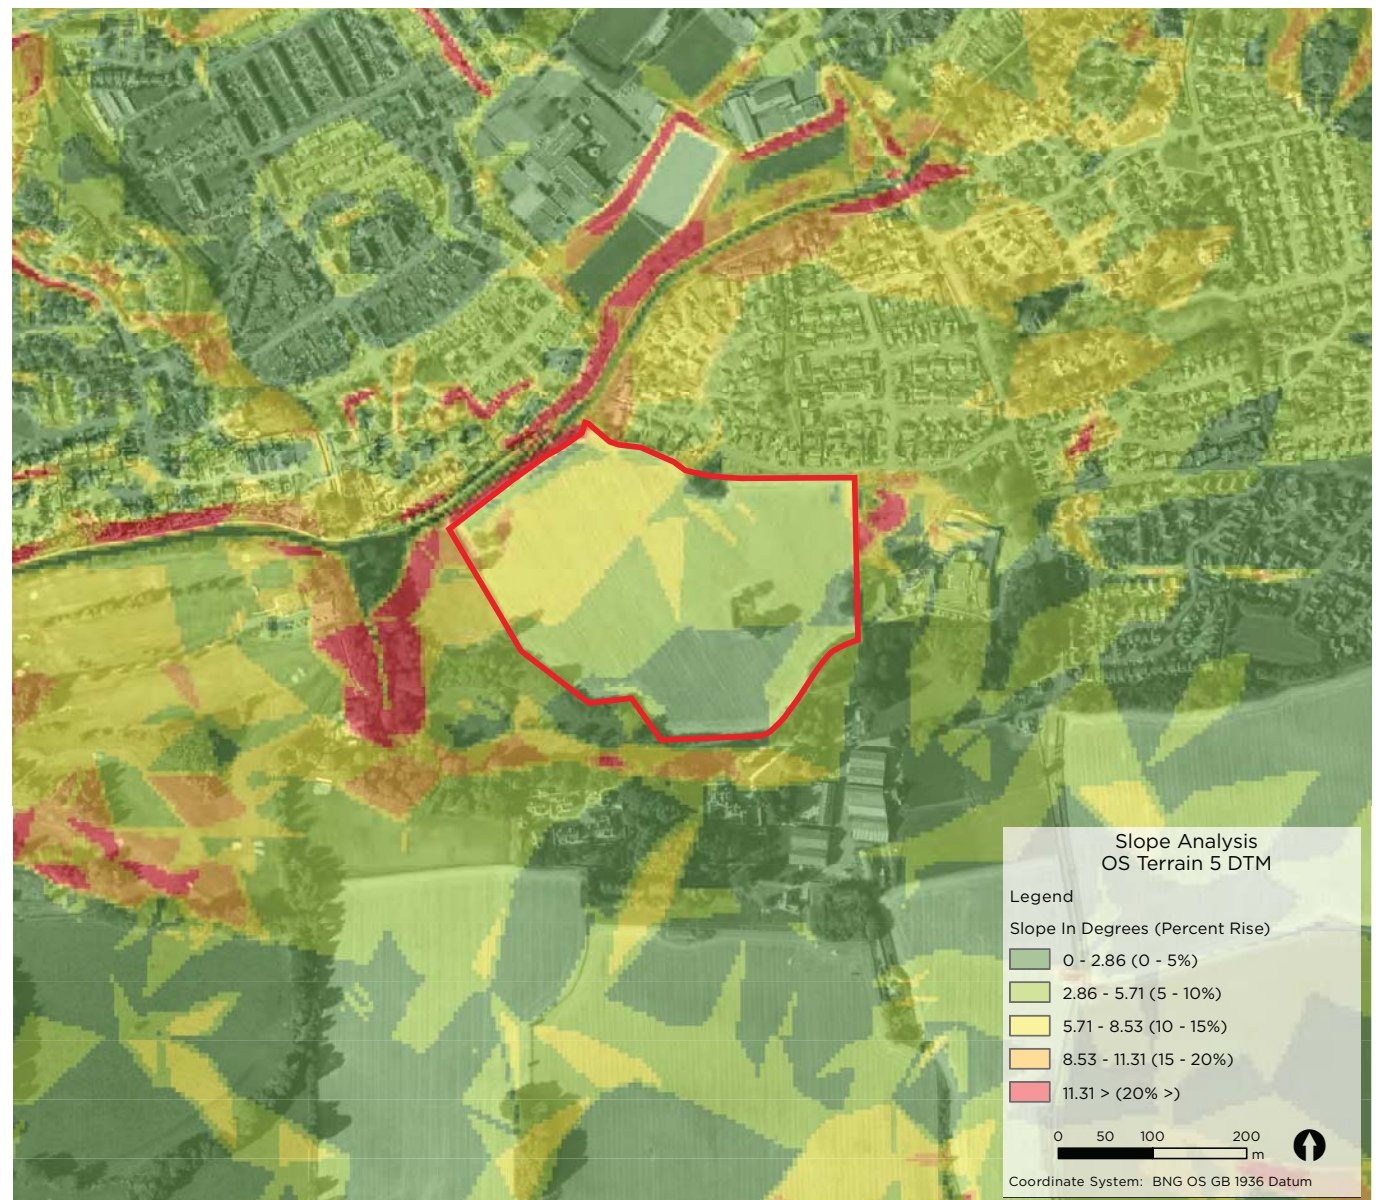 Slope Analysis
OS Terrain 5 DTM
Legend
Slope In Degrees (Percent Rise)
0 - 2.86 (0 - 5%)
2.86 - 5.71 (5 - 10%)
5.71 - 8.53 (10 - 15%)
8.53 - 11.31 (15 - 20%)
11.31 > (20% >)
0 50 100 200
m
Coordinate System: BNG OS GB 1936 Datum